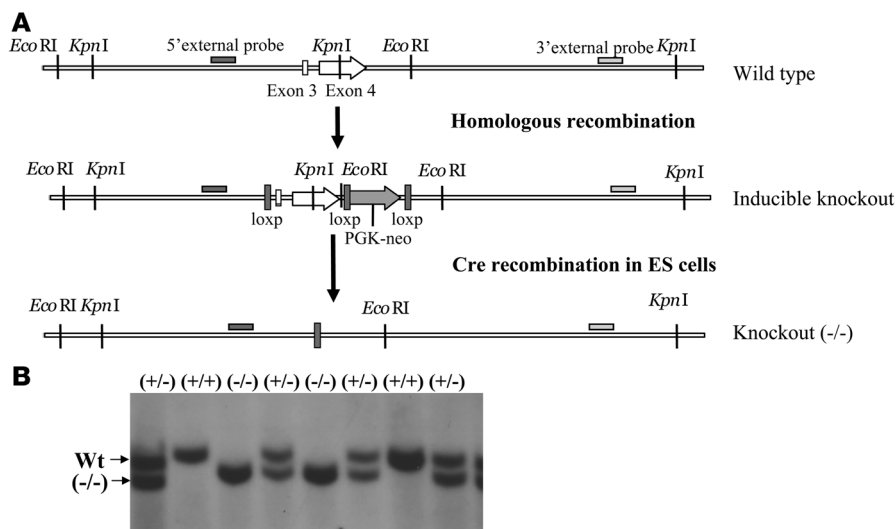 A
EcoRI KpnI 5'external probe KpnI EcoRI 3'external probe KpnI
Wild type
Exon 3 Exon 4
Homologous recombination
EcoRI KpnI KpnI EcoRI EcoRI KpnI
Inducible knockout
loxp loxp loxp
PGK-neo
Cre recombination in ES cells
EcoRI KpnI EcoRI KpnI
Knockout (-/-)
B
(+/-) (+/+) (-/-) (+/-) (-/-) (+/-) (+/+) (+/-)
Wt
(-/-)